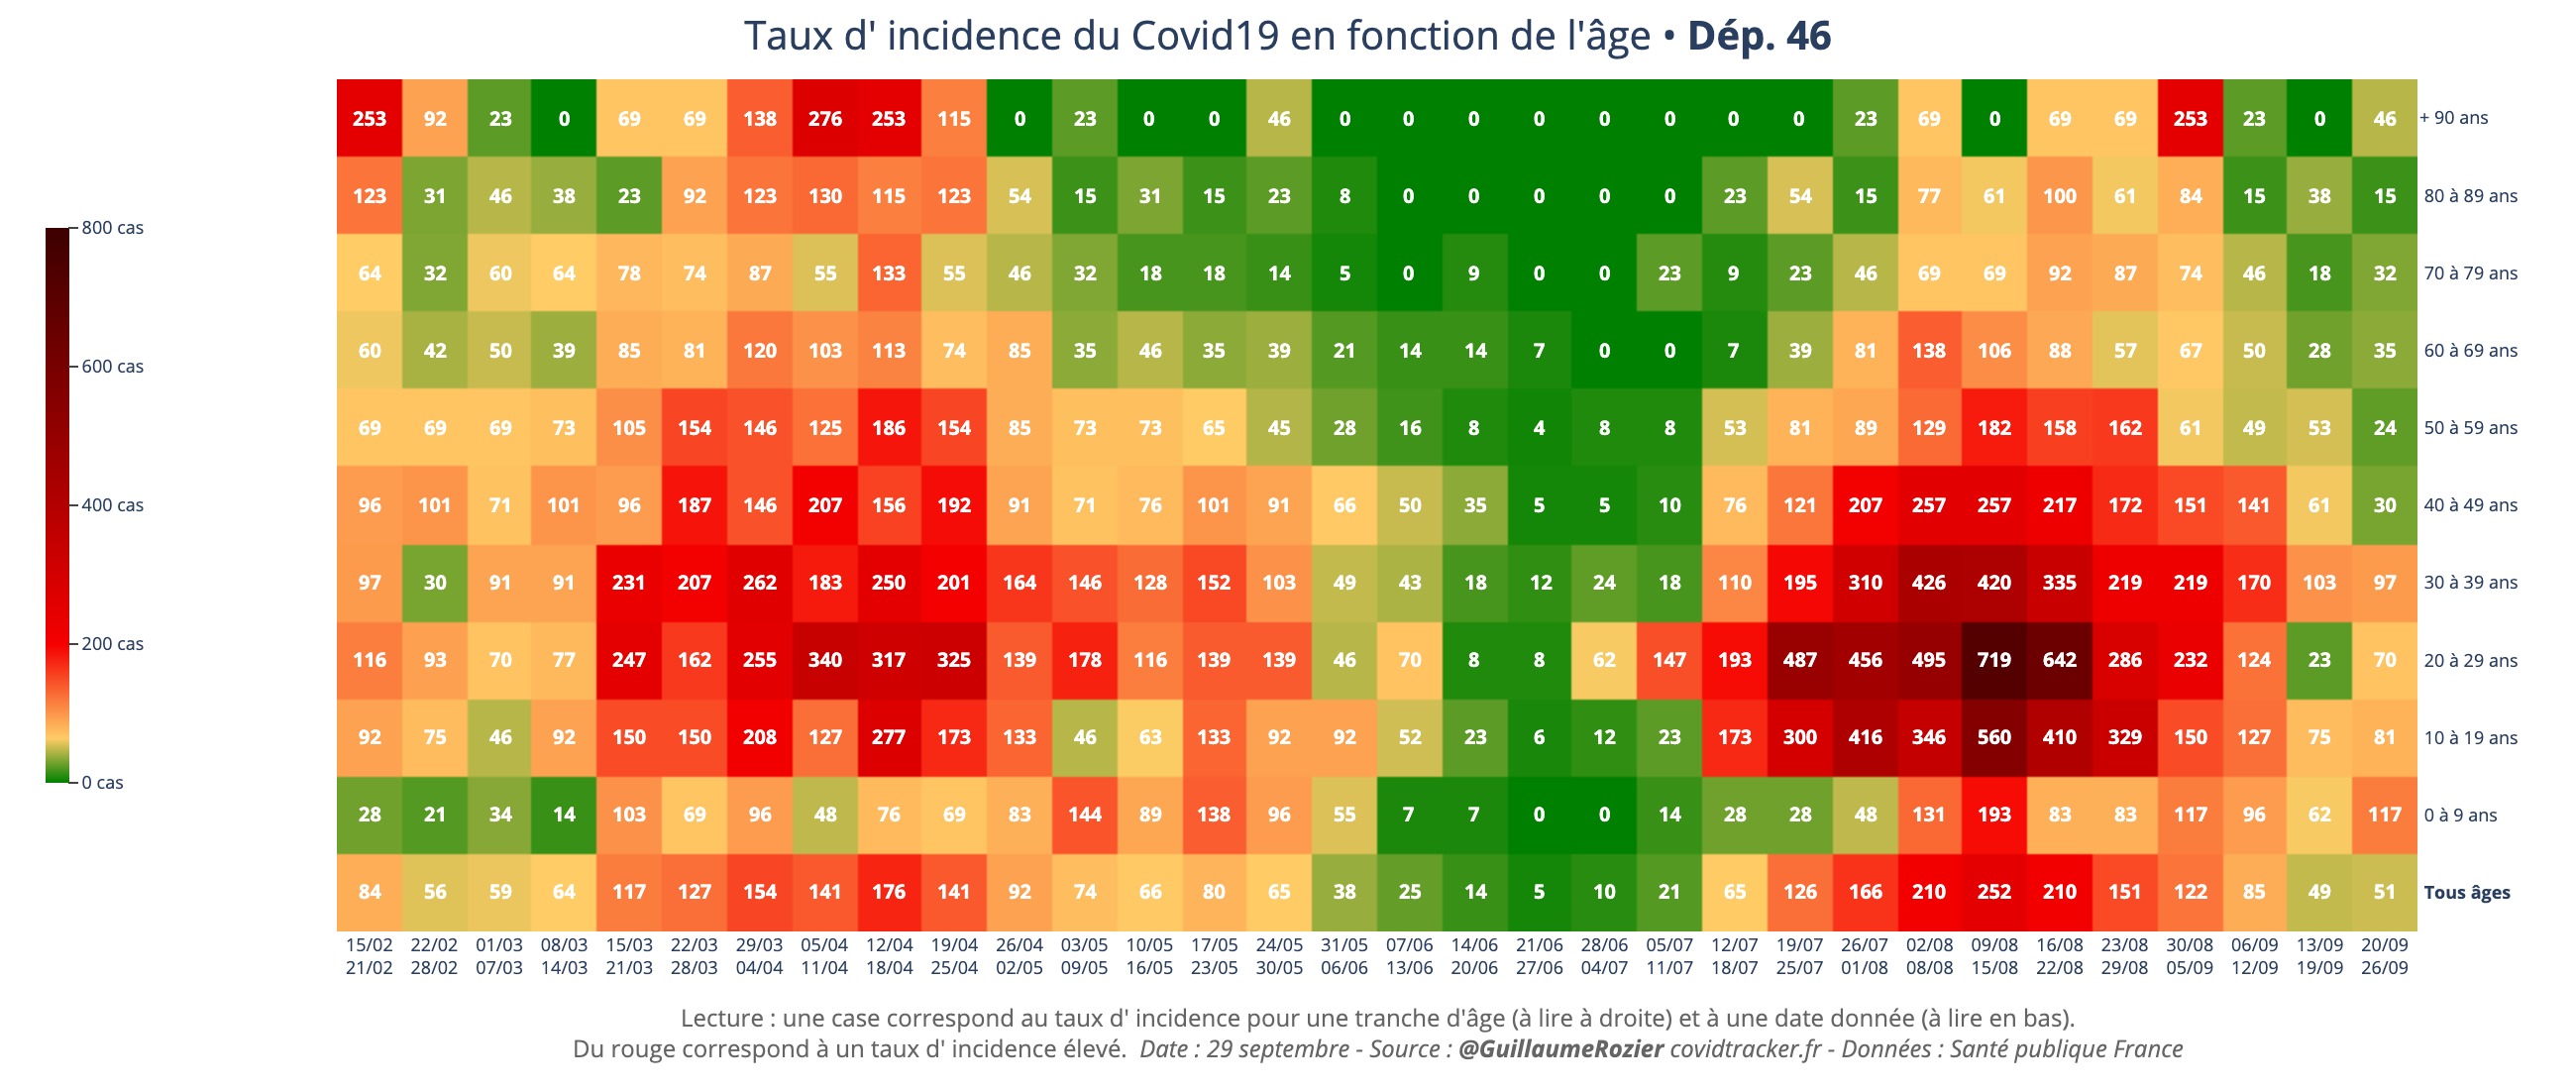 Taux d' incidence du Covid19 en fonction de l'âge • Dép. 46
253 92 23 0 69 69 138 276 253 115 0 23 0 0 46 0 0 0 0 0 0 0 0 23 69 0 69 69 253 23 0 46 + 90 ans
123 31 46 38 23 92 123 130 115 123 54 15 31 15 23 8 0 0 0 0 0 23 54 15 77 61 100 61 84 15 38 15 80 à 89 ans
800 cas
64 32 60 64 78 74 87 55 133 55 46 32 18 18 14 5 0 9 0 0 23 9 23 46 69 69 92 87 74 46 18 32 70 à 79 ans
60 42 50 39 85 81 120 103 113 74 85 35 46 35 39 21 14 14 7 0 0 7 39 81 138 106 88 57 67 50 28 35 60 à 69 ans
600 cas
69 69 69 73 105 154 146 125 186 154 85 73 73 65 45 28 16 8 4 8 8 53 81 89 129 182 158 162 61 49 53 24 50 à 59 ans
400 cas
96 101 71 101 96 187 146 207 156 192 91 71 76 101 91 66 50 35 5 5 10 76 121 207 257 257 217 172 151 141 61 30 40 à 49 ans
97 30 91 91 231 207 262 183 250 201 164 146 128 152 103 49 43 18 12 24 18 110 195 310 426 420 335 219 219 170 103 97 30 à 39 ans
200 cas
116 93 70 77 247 162 255 340 317 325 139 178 116 139 139 46 70 8 8 62 147 193 487 456 495 719 642 286 232 124 23 70 20 à 29 ans
92 75 46 92 150 150 208 127 277 173 133 46 63 133 92 92 52 23 6 12 23 173 300 416 346 560 410 329 150 127 75 81 10 à 19 ans
0 cas
28 21 34 14 103 69 96 48 76 69 83 144 89 138 96 55 7 7 0 0 14 28 28 48 131 193 83 83 117 96 62 117 0 à 9 ans
84 56 59 64 117 127 154 141 176 141 92 74 66 80 65 38 25 14 5 10 21 65 126 166 210 252 210 151 122 85 49 51 Tous âges
15/02 22/02 01/03 08/03 15/03 22/03 29/03 05/04 12/04 19/04 26/04 03/05 10/05 17/05 24/05 31/05 07/06 14/06 21/06 28/06 05/07 12/07 19/07 26/07 02/08 09/08 16/08 23/08 30/08 06/09 13/09 20/09
21/02 28/02 07/03 14/03 21/03 28/03 04/04 11/04 18/04 25/04 02/05 09/05 16/05 23/05 30/05 06/06 13/06 20/06 27/06 04/07 11/07 18/07 25/07 01/08 08/08 15/08 22/08 29/08 05/09 12/09 19/09 26/09
Lecture : une case correspond au taux d' incidence pour une tranche d'âge (à lire à droite) et à une date donnée (à lire en bas).
Du rouge correspond à un taux d' incidence élevé. Date : 29 septembre - Source : @GuillaumeRozier covidtracker.fr - Données : Santé publique France